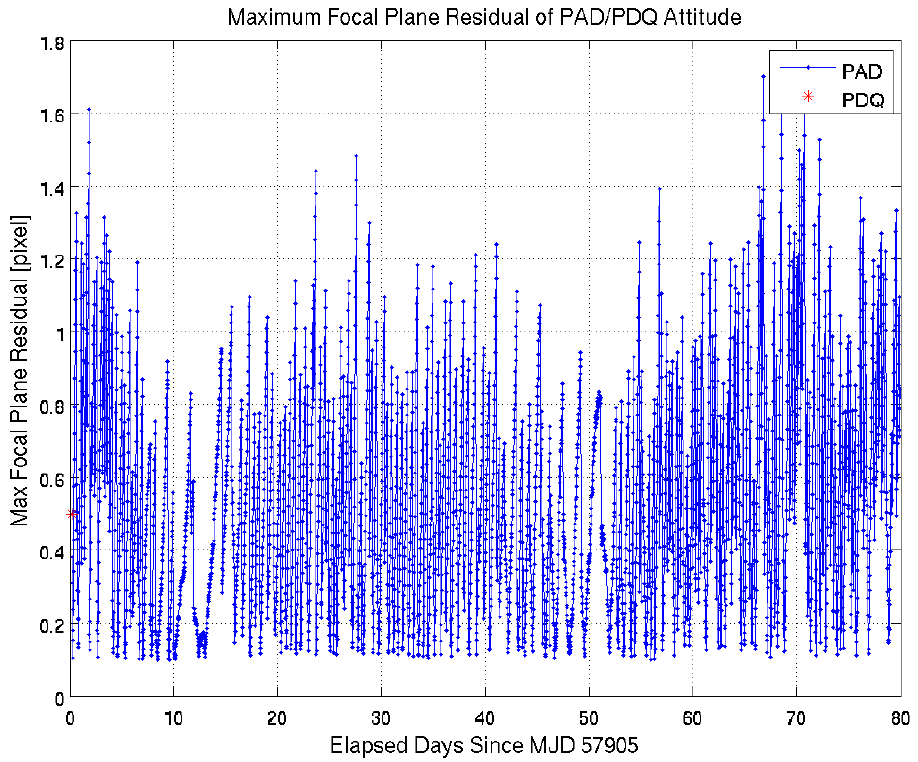 Maximum Focal Plane Residual of PAD/PDQ Attitude
1.8
1.6
1.4
1.2
1
0.8
0.6
0.4
0.2
0
Max Focal Plane Residual [pixel]
PAD
PDQ
0 10 20 30 40 50 60 70 80
Elapsed Days Since MJD 57905